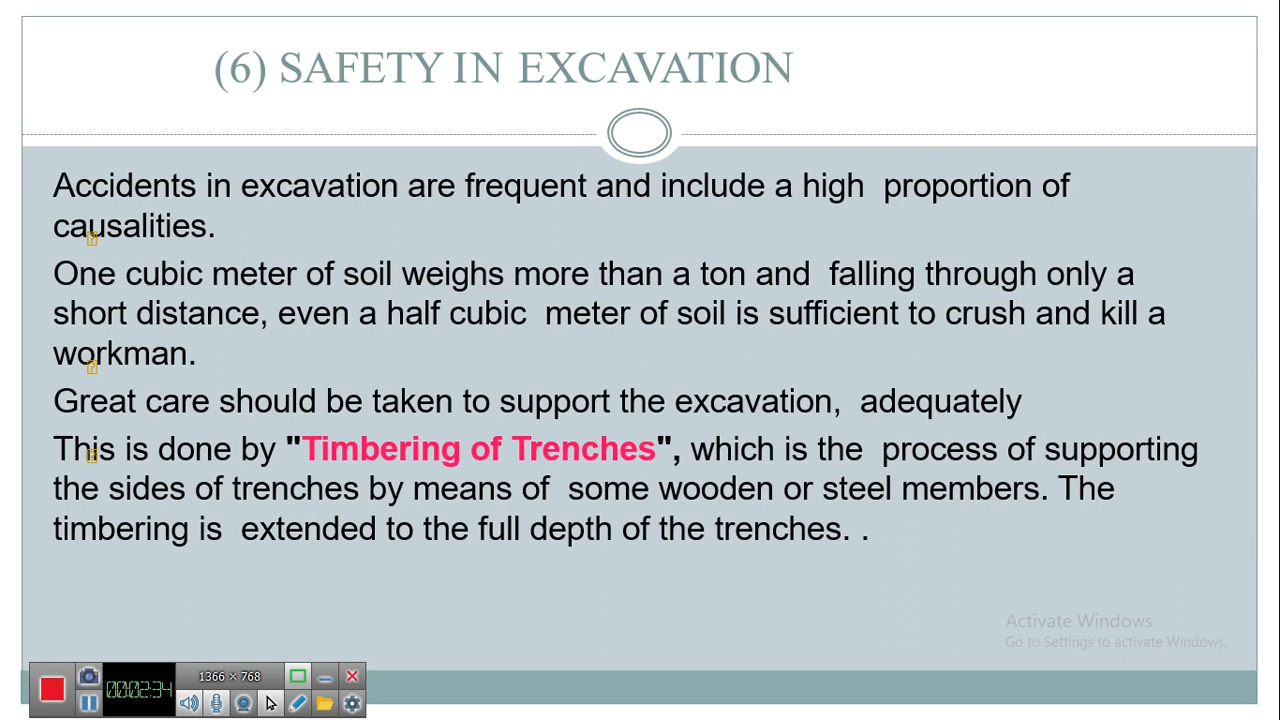 (6) SAFETY IN EXCAVATION
Accidents in excavation are frequent and include a high proportion of
causalities.
One cubic meter of soil weighs more than a ton and falling through only a
short distance, even a half cubic meter of soil is sufficient to crush and kill a
workman.
Great care should be taken to support the excavation, adequately
This is done by "Timbering of Trenches", which is the process of supporting
the sides of trenches by means of some wooden or steel members. The
timbering is extended to the full depth of the trenches. .
Activate Windows
Go to Settings to activate Windows.
1366 × 768
00:02:34